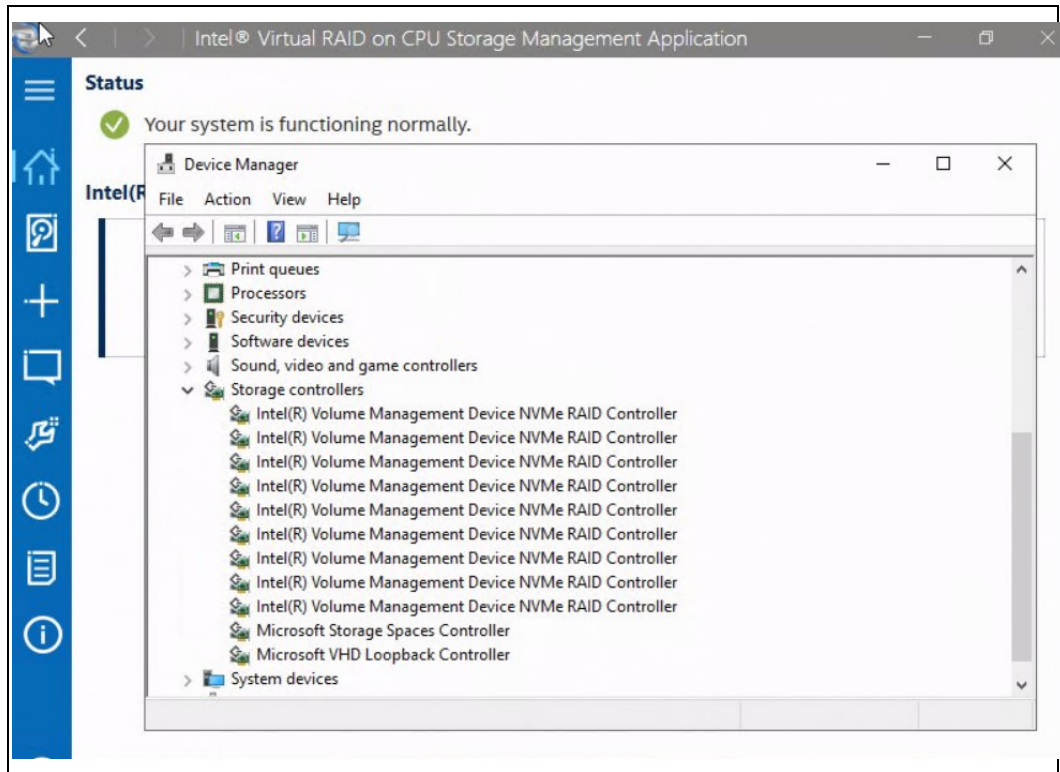 Intel® Virtual RAID on CPU Storage Management Application
Status
Your system is functioning normally.
Device Manager
Intel(R
File Action View Help
Print queues
Processors
Security devices
Software devices
Sound, video and game controllers
Storage controllers
Intel(R) Volume Management Device NVMe RAID Controller
Intel(R) Volume Management Device NVMe RAID Controller
Intel(R) Volume Management Device NVMe RAID Controller
Intel(R) Volume Management Device NVMe RAID Controller
Intel(R) Volume Management Device NVMe RAID Controller
Intel(R) Volume Management Device NVMe RAID Controller
Intel(R) Volume Management Device NVMe RAID Controller
Intel(R) Volume Management Device NVMe RAID Controller
Intel(R) Volume Management Device NVMe RAID Controller
Microsoft Storage Spaces Controller
Microsoft VHD Loopback Controller
System devices